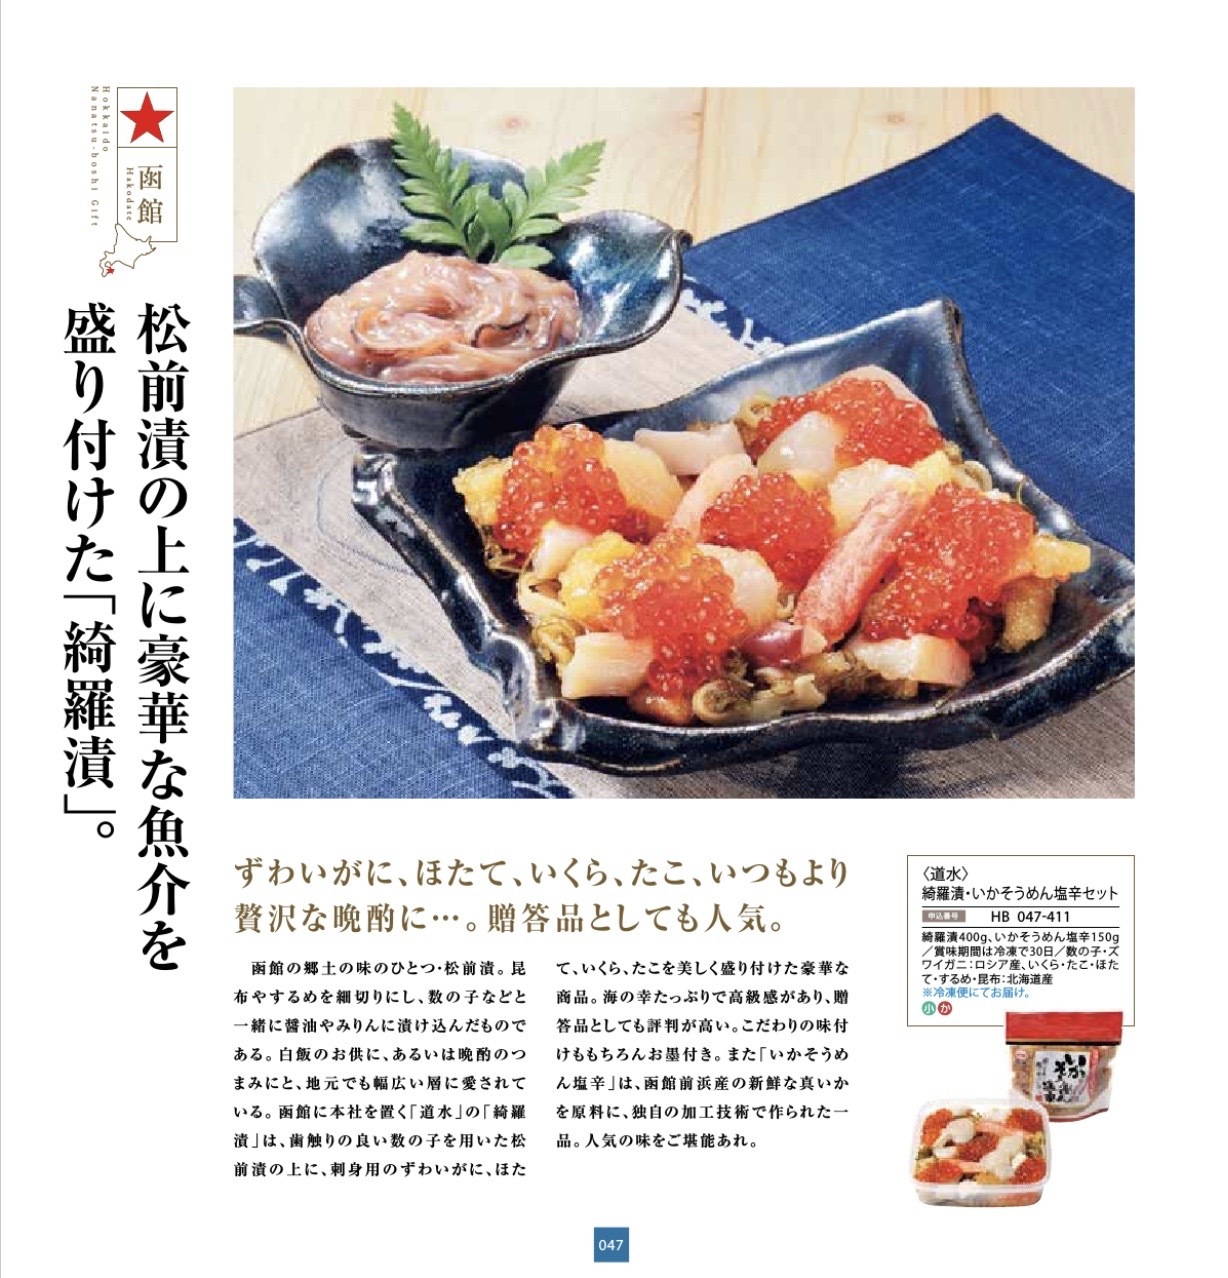 Hokkaido
Nanatsu-boshi Gift
函館
Hakodate
松前漬の上に豪華な魚介を
盛り付けた「綺羅漬」。
ずわいがに、ほたて、いくら、たこ、いつもより
贅沢な晩酌に…。贈答品としても人気。
函館の郷土の味のひとつ・松前漬。昆
布やするめを細切りにし、数の子などと
一緒に醤油やみりんに漬け込んだもので
ある。白飯のお供に、あるいは晩酌のつ
まみにと、地元でも幅広い層に愛されて
いる。函館に本社を置く「道水」の「綺羅
漬」は、歯触りの良い数の子を用いた松
前漬の上に、刺身用のずわいがに、ほた
て、いくら、たこを美しく盛り付けた豪華な
商品。海の幸たっぷりで高級感があり、贈
答品としても評判が高い。こだわりの味付
けももちろんお墨付き。また「いかそうめ
ん塩辛」は、函館前浜産の新鮮な真いか
を原料に、独自の加工技術で作られた一
品。人気の味をご堪能あれ。
〈道水〉
綺羅漬・いかそうめん塩辛セット
申込番号 HB 047-411
綺羅漬400g、いかそうめん塩辛150g
／賞味期間は冷凍で30日／数の子・ズ
ワイガニ：ロシア産、いくら・たこ・ほた
て・するめ・昆布：北海道産
※冷凍便にてお届け。
小 か
047